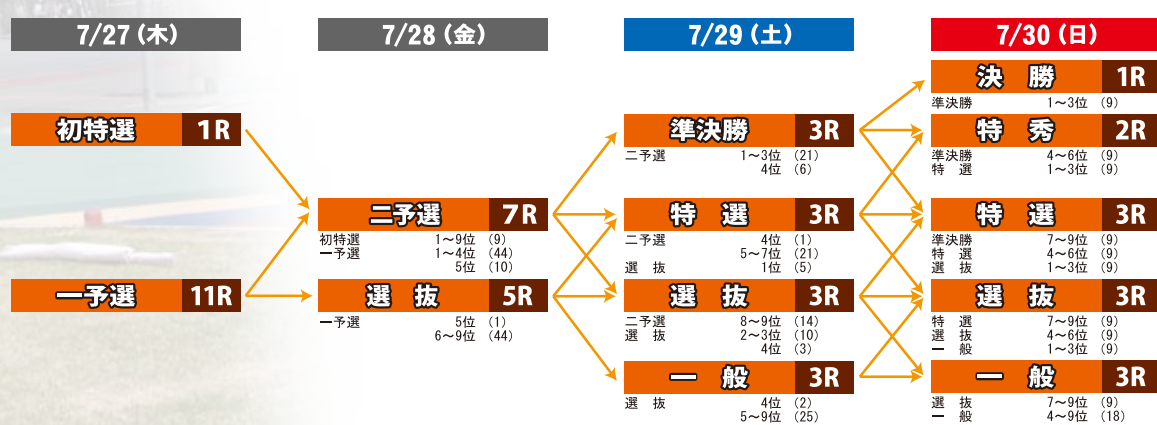 7/27（木）
初特選 1R
一予選 11R
7/28（金）
二予選 7R
初特選 1～9位 （9）
一予選 1～4位 （44）
5位 （10）
選 抜 5R
一予選 5位 （1）
6～9位 （44）
7/29（土）
準決勝 3R
二予選 1～3位 （21）
4位 （6）
特 選 3R
二予選 4位 （1）
5～7位 （21）
選 抜 1位 （5）
選 抜 3R
二予選 8～9位 （14）
選 抜 2～3位 （10）
4位 （3）
一 般 3R
選 抜 4位 （2）
5～9位 （25）
7/30（日）
決 勝 1R
準決勝 1～3位 （9）
特 秀 2R
準決勝 4～6位 （9）
特 選 1～3位 （9）
特 選 3R
準決勝 7～9位 （9）
特 選 4～6位 （9）
選 抜 1～3位 （9）
選 抜 3R
特 選 7～9位 （9）
選 抜 4～6位 （9）
一 般 1～3位 （9）
一 般 3R
選 抜 7～9位 （9）
一 般 4～9位 （18）